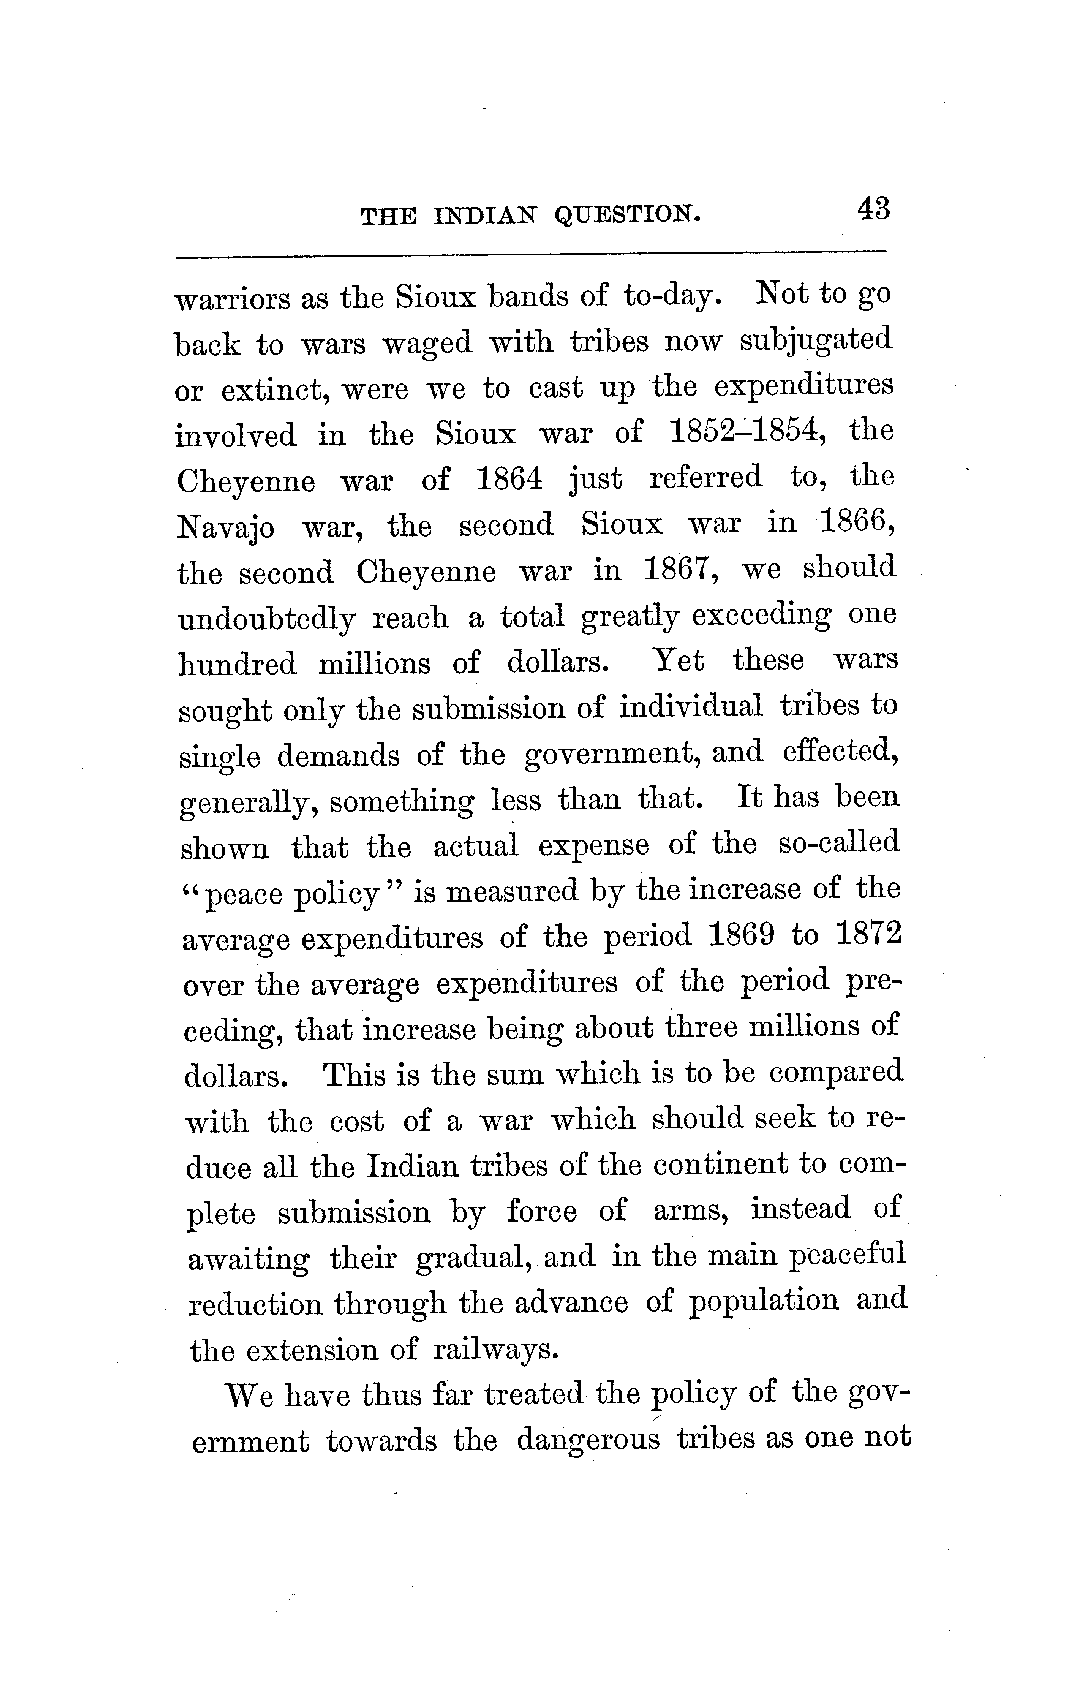 THE INDIAN QUESTION. 43
warriors as the Sioux bands of to-day. Not to go
back to wars waged with tribes now subjugated
or extinct, were we to cast up the expenditures
involved in the Sioux war of 1852–1854, the
Cheyenne war of 1864 just referred to, the
Navajo war, the second Sioux war in 1866,
the second Cheyenne war in 1867, we should
undoubtedly reach a total greatly exceeding one
hundred millions of dollars. Yet these wars
sought only the submission of individual tribes to
single demands of the government, and effected,
generally, something less than that. It has been
shown that the actual expense of the so-called
“peace policy” is measured by the increase of the
average expenditures of the period 1869 to 1872
over the average expenditures of the period pre-
ceding, that increase being about three millions of
dollars. This is the sum which is to be compared
with the cost of a war which should seek to re-
duce all the Indian tribes of the continent to com-
plete submission by force of arms, instead of
awaiting their gradual, and in the main peaceful
reduction through the advance of population and
the extension of railways.
We have thus far treated the policy of the gov-
ernment towards the dangerous tribes as one not